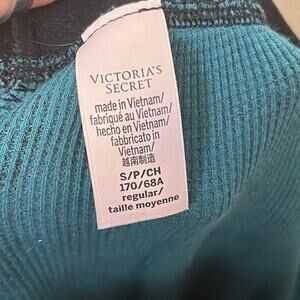 VICTORIA'S
SECRET
made in Vietnam/
fabriqué au Vietnam/
hecho en Vietnam/
fabbricato in
Vietnam/
越南制造
S/P/CH
170/68A
regular/
taille moyenne